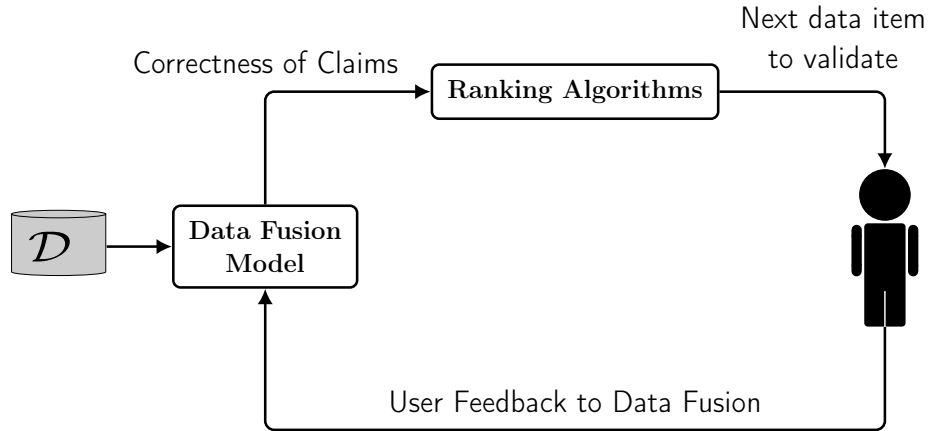 Next data item
to validate
Correctness of Claims
Ranking Algorithms
𝒟
Data Fusion
Model
User Feedback to Data Fusion